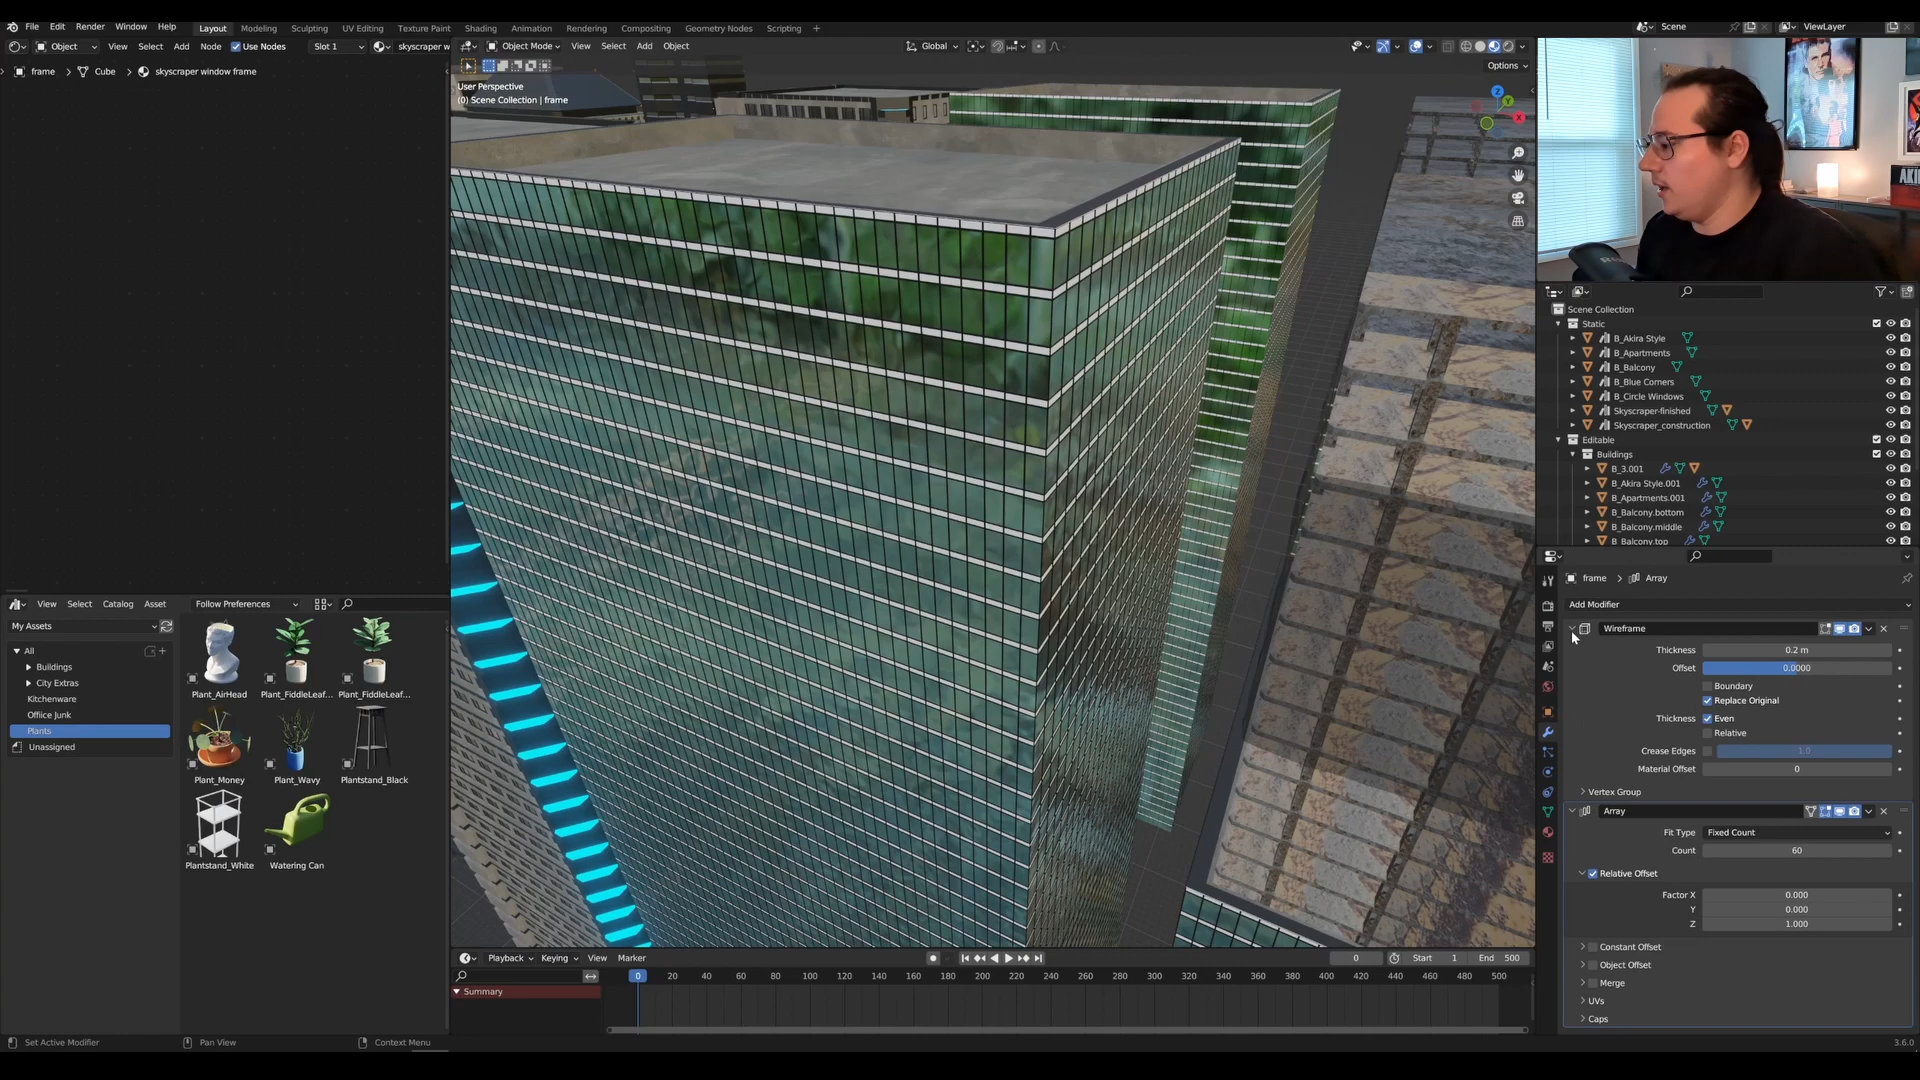 File Edit Render Window Help Layout Modeling Sculpting UV Editing Texture Paint Shading Animation Rendering Compositing Geometry Nodes Scripting + Scene ViewLayer
Object View Select Add Node Use Nodes Slot 1 skyscraper w Object Mode View Select Add Object Global
Options
frame > Cube > skyscraper window frame
User Perspective
(0) Scene Collection | frame
Scene Collection
Static
B_Akira Style
B_Apartments
B_Balcony
B_Blue Corners
B_Circle Windows
Skyscraper-finished
Skyscraper_construction
Editable
Buildings
B_3.001
B_Akira Style.001
B_Apartments.001
B_Balcony.bottom
B_Balcony.middle
B_Balcony.top
frame > Array
Add Modifier
Wireframe
Thickness 0.2 m
Offset 0.0000
Boundary
Replace Original
Thickness Even
Relative
Crease Edges 1.0
Material Offset 0
Vertex Group
Array
Fit Type Fixed Count
Count 60
Relative Offset
Factor X 0.000
Y 0.000
Z 1.000
Constant Offset
Object Offset
Merge
UVs
Caps
View Select Catalog Asset Follow Preferences
My Assets
All
Buildings
City Extras
Kitchenware
Office Junk
Plants
Unassigned
Plant_AirHead Plant_FiddleLeaf... Plant_FiddleLeaf...
Plant_Money Plant_Wavy Plantstand_Black
Plantstand_White Watering Can
Playback Keying View Marker 0 Start 1 End 500
0 20 40 60 80 100 120 140 160 180 200 220 240 260 280 300 320 340 360 380 400 420 440 460 480 500
Summary
Set Active Modifier Pan View Context Menu 3.6.0